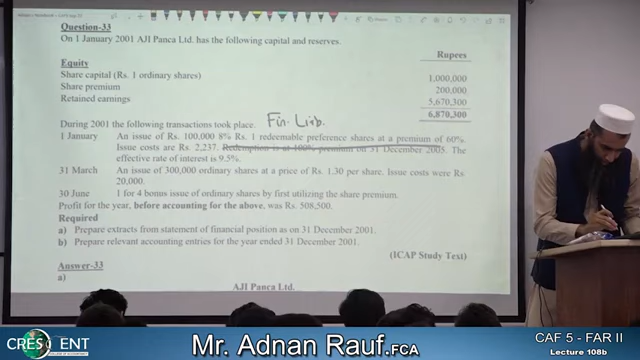 Question-33
On 1 January 2001 AJI Panca Ltd. has the following capital and reserves.
Rupees
Equity
Share capital (Rs. 1 ordinary shares) 1,000,000
Share premium 200,000
Retained earnings 5,670,300
6,870,300
During 2001 the following transactions took place. Fin. Liab.
1 January An issue of Rs. 100,000 8% Rs. 1 redeemable preference shares at a premium of 60%.
Issue costs are Rs. 2,237. Redemption is at 100% premium on 31 December 2005. The
effective rate of interest is 9.5%.
31 March An issue of 300,000 ordinary shares at a price of Rs. 1.30 per share. Issue costs were Rs.
20,000.
30 June 1 for 4 bonus issue of ordinary shares by first utilizing the share premium.
Profit for the year, before accounting for the above, was Rs. 508,500.
Required
a) Prepare extracts from statement of financial position as on 31 December 2001.
b) Prepare relevant accounting entries for the year ended 31 December 2001.
(ICAP Study Text)
Answer-33
a)
AJI Panca Ltd.
CRESCENT
Mr. Adnan Rauf.FCA
CAF 5 - FAR II
Lecture 108b